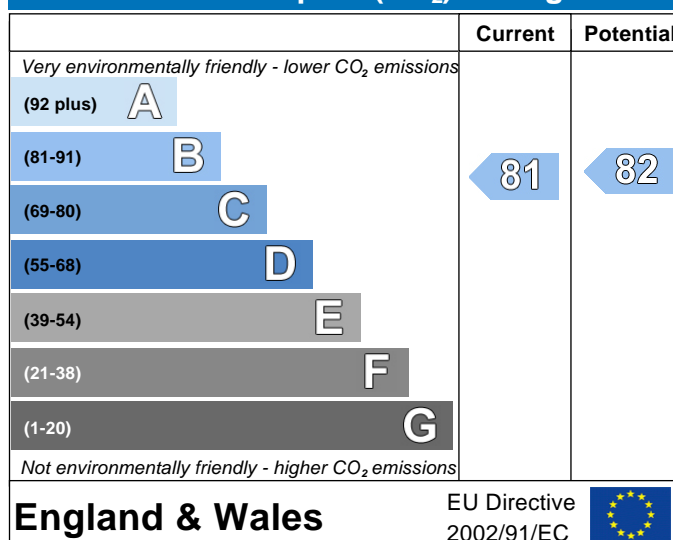 Current Potential
Very environmentally friendly - lower CO₂ emissions
(92 plus) A
(81-91) B
81 82
(69-80) C
(55-68) D
(39-54) E
(21-38) F
(1-20) G
Not environmentally friendly - higher CO₂ emissions
England & Wales
EU Directive
2002/91/EC